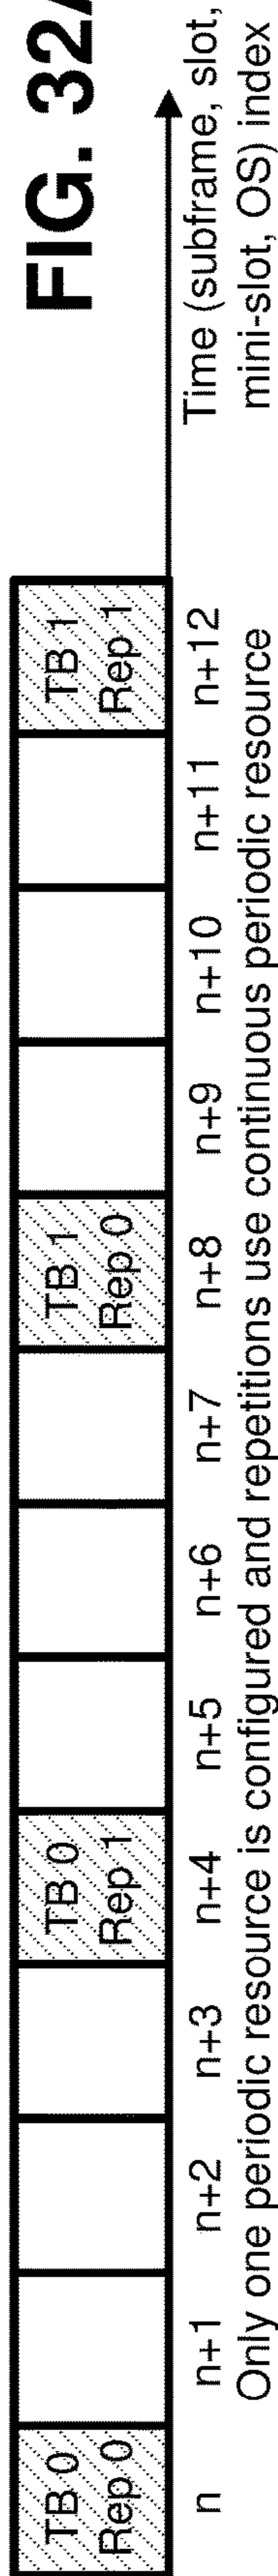 FIG. 32A
TB 0
Rep 0
TB 0
Rep 1
TB 1
Rep 0
TB 1
Rep 1
n
n+1
n+2
n+3
n+4
n+5
n+6
n+7
n+8
n+9
n+10
n+11
n+12
Time (subframe, slot,
mini-slot, OS) index
Only one periodic resource is configured and repetitions use continuous periodic resource